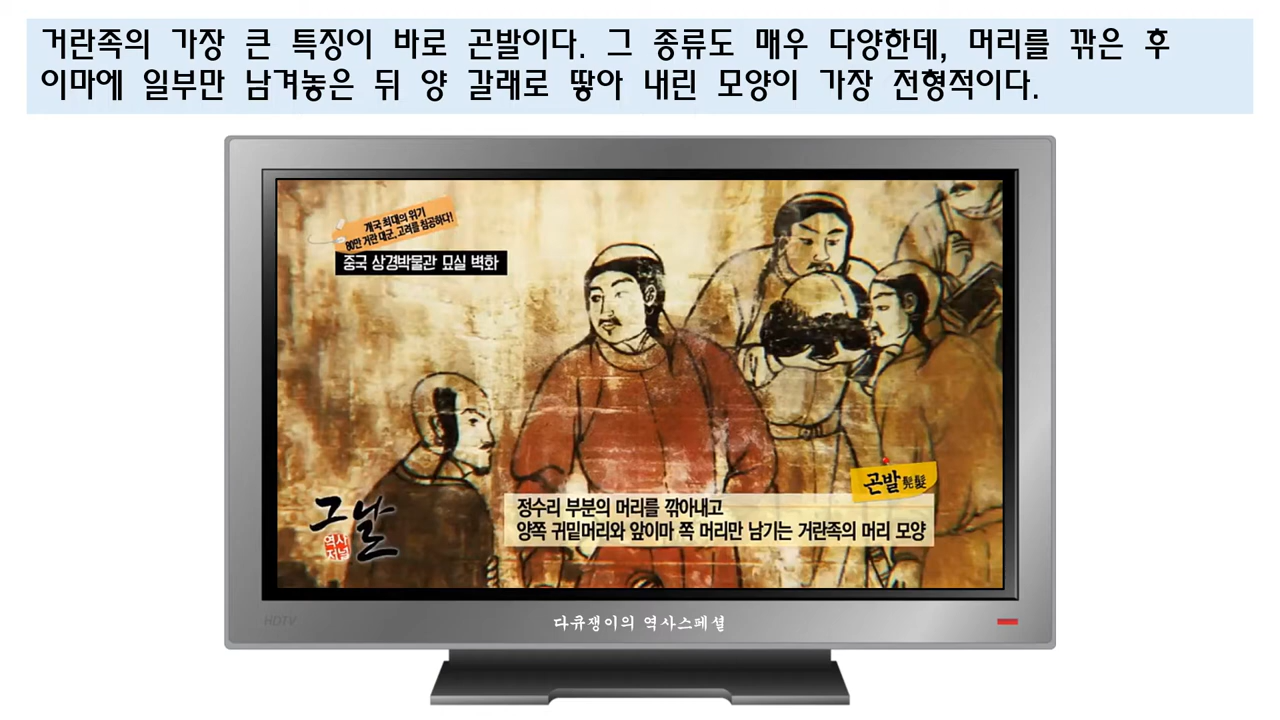 거란족의 가장 큰 특징이 바로 곤발이다. 그 종류도 매우 다양한데, 머리를 깎은 후
이마에 일부만 남겨놓은 뒤 양 갈래로 땋아 내린 모양이 가장 전형적이다.
개국 최대의 위기
80만 거란 대군, 고려를 침공하다!
중국 상경박물관 묘실 벽화
곤발 髡髮
정수리 부분의 머리를 깎아내고
양쪽 귀밑머리와 앞이마 쪽 머리만 남기는 거란족의 머리 모양
역사
저널
그날
HDTV
다큐쟁이의 역사스페셜